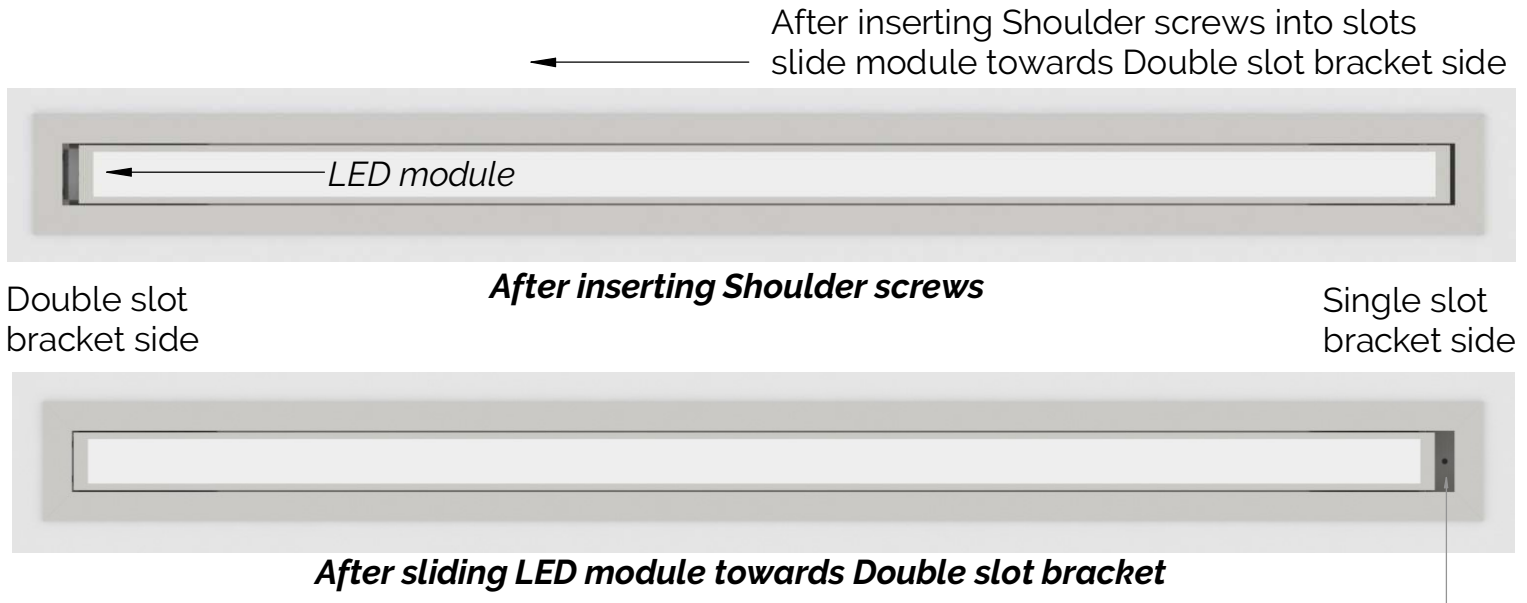 After inserting Shoulder screws into slots
slide module towards Double slot bracket side
LED module
After inserting Shoulder screws
Double slot
bracket side
Single slot
bracket side
After sliding LED module towards Double slot bracket